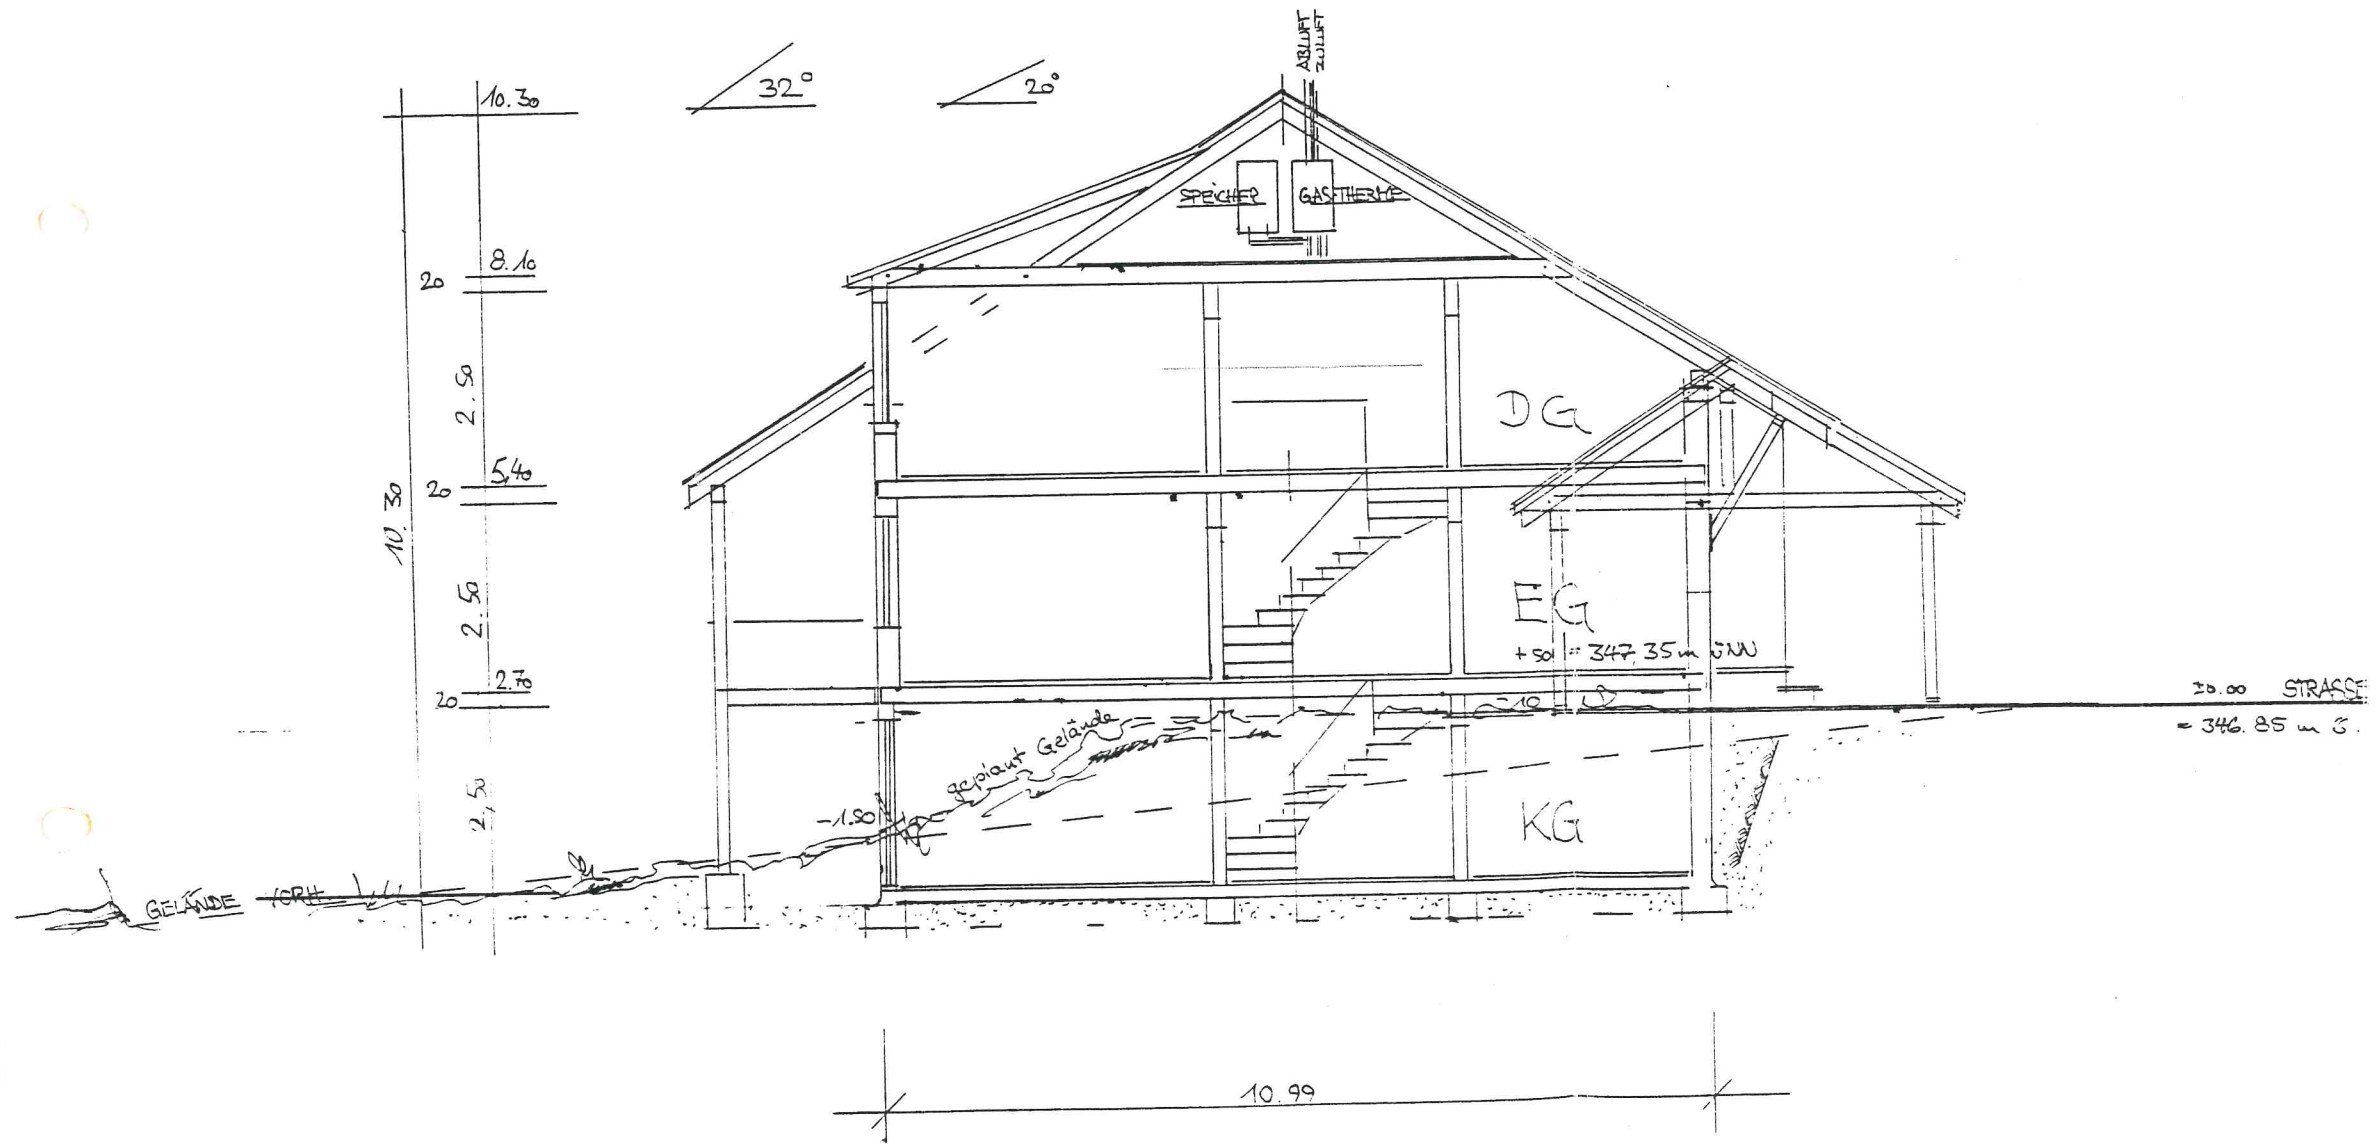 ABLUFT
ZULUFT
10.30
32°
20°
SPEICHER
GASTHERME
8.10
20
2.50
DG
5,40
20
10.30
2.50
EG
+50 = 347,35 m üNN
2.70
20
-10
±0.00 STRASSE
= 346.85 m ü.
geplant Gelände
2,50
-1.50
KG
GELÄNDE VORH
10.99